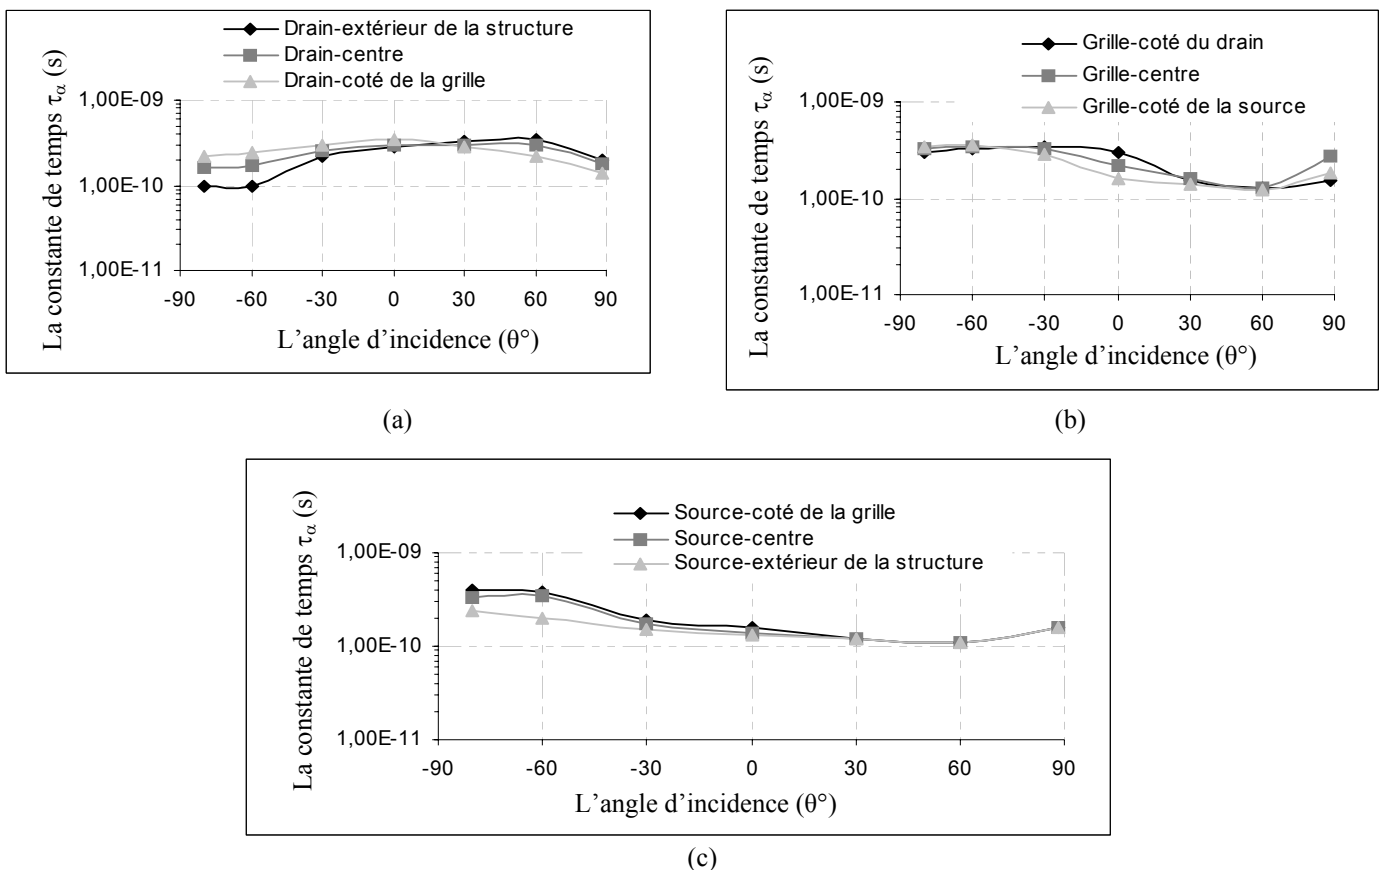 Drain-extérieur de la structure
Drain-centre
Drain-coté de la grille
La constante de temps τα (s)
1,00E-09
1,00E-10
1,00E-11
-90 -60 -30 0 30 60 90
L’angle d’incidence (θ°)
(a)
Grille-coté du drain
Grille-centre
Grille-coté de la source
La constante de temps τα (s)
1,00E-09
1,00E-10
1,00E-11
-90 -60 -30 0 30 60 90
L’angle d’incidence (θ°)
(b)
Source-coté de la grille
Source-centre
Source-extérieur de la structure
La constante de temps τα (s)
1,00E-09
1,00E-10
1,00E-11
-90 -60 -30 0 30 60 90
L’angle d’incidence (θ°)
(c)